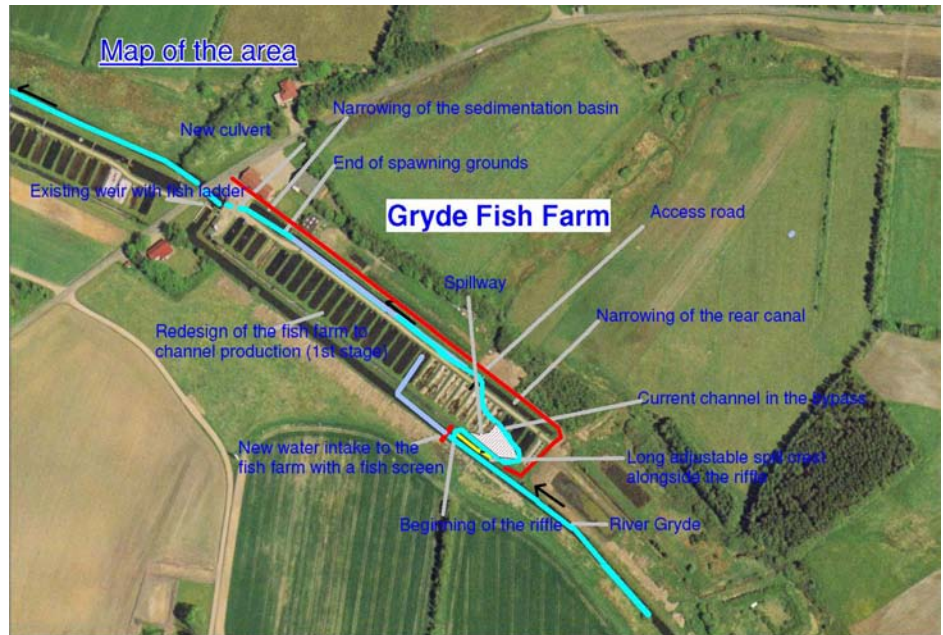 Map of the area
Narrowing of the sedimentation basin
New culvert
End of spawning grounds
Existing weir with fish ladder
Gryde Fish Farm
Access road
Spillway
Redesign of the fish farm to
channel production (1st stage)
Narrowing of the rear canal
Current channel in the bypass
New water intake to the
fish farm with a fish screen
Long adjustable spill crest
alongside the riffle
Beginning of the riffle
River Gryde